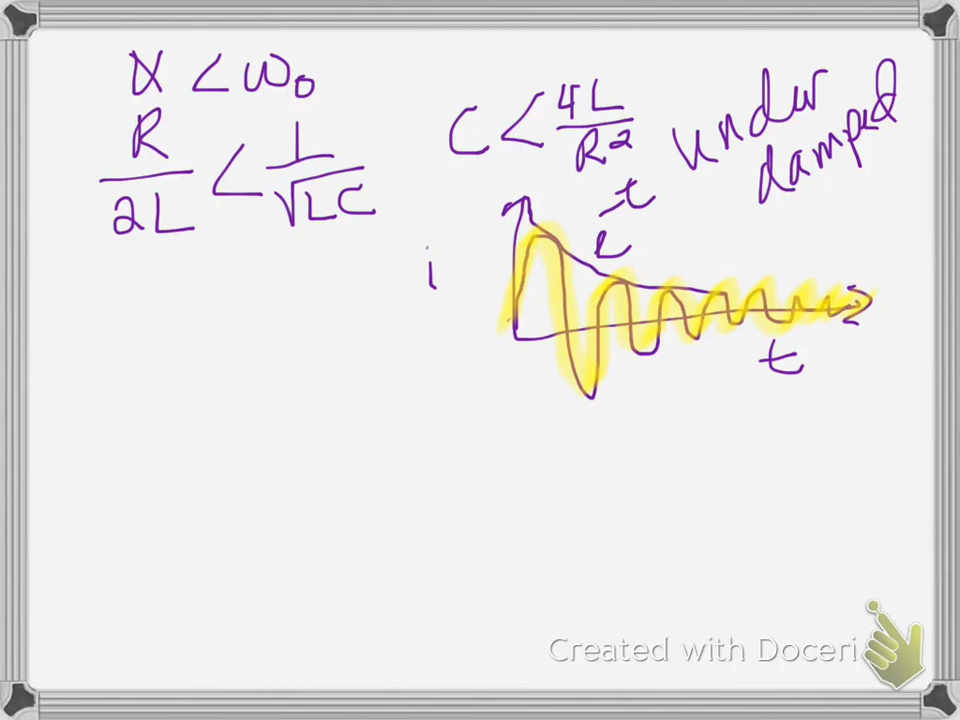 α < ω₀
R/2L < 1/√LC
C < 4L/R²
under
damped
e⁻ᵗ
i
t
Created with Doceri